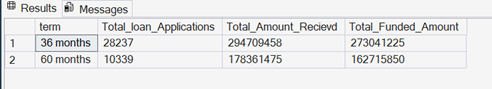 Results Messages
term Total_loan_Applications Total_Amount_Recievd Total_Funded_Amount
1 36 months 28237 294709458 273041225
2 60 months 10339 178361475 162715850